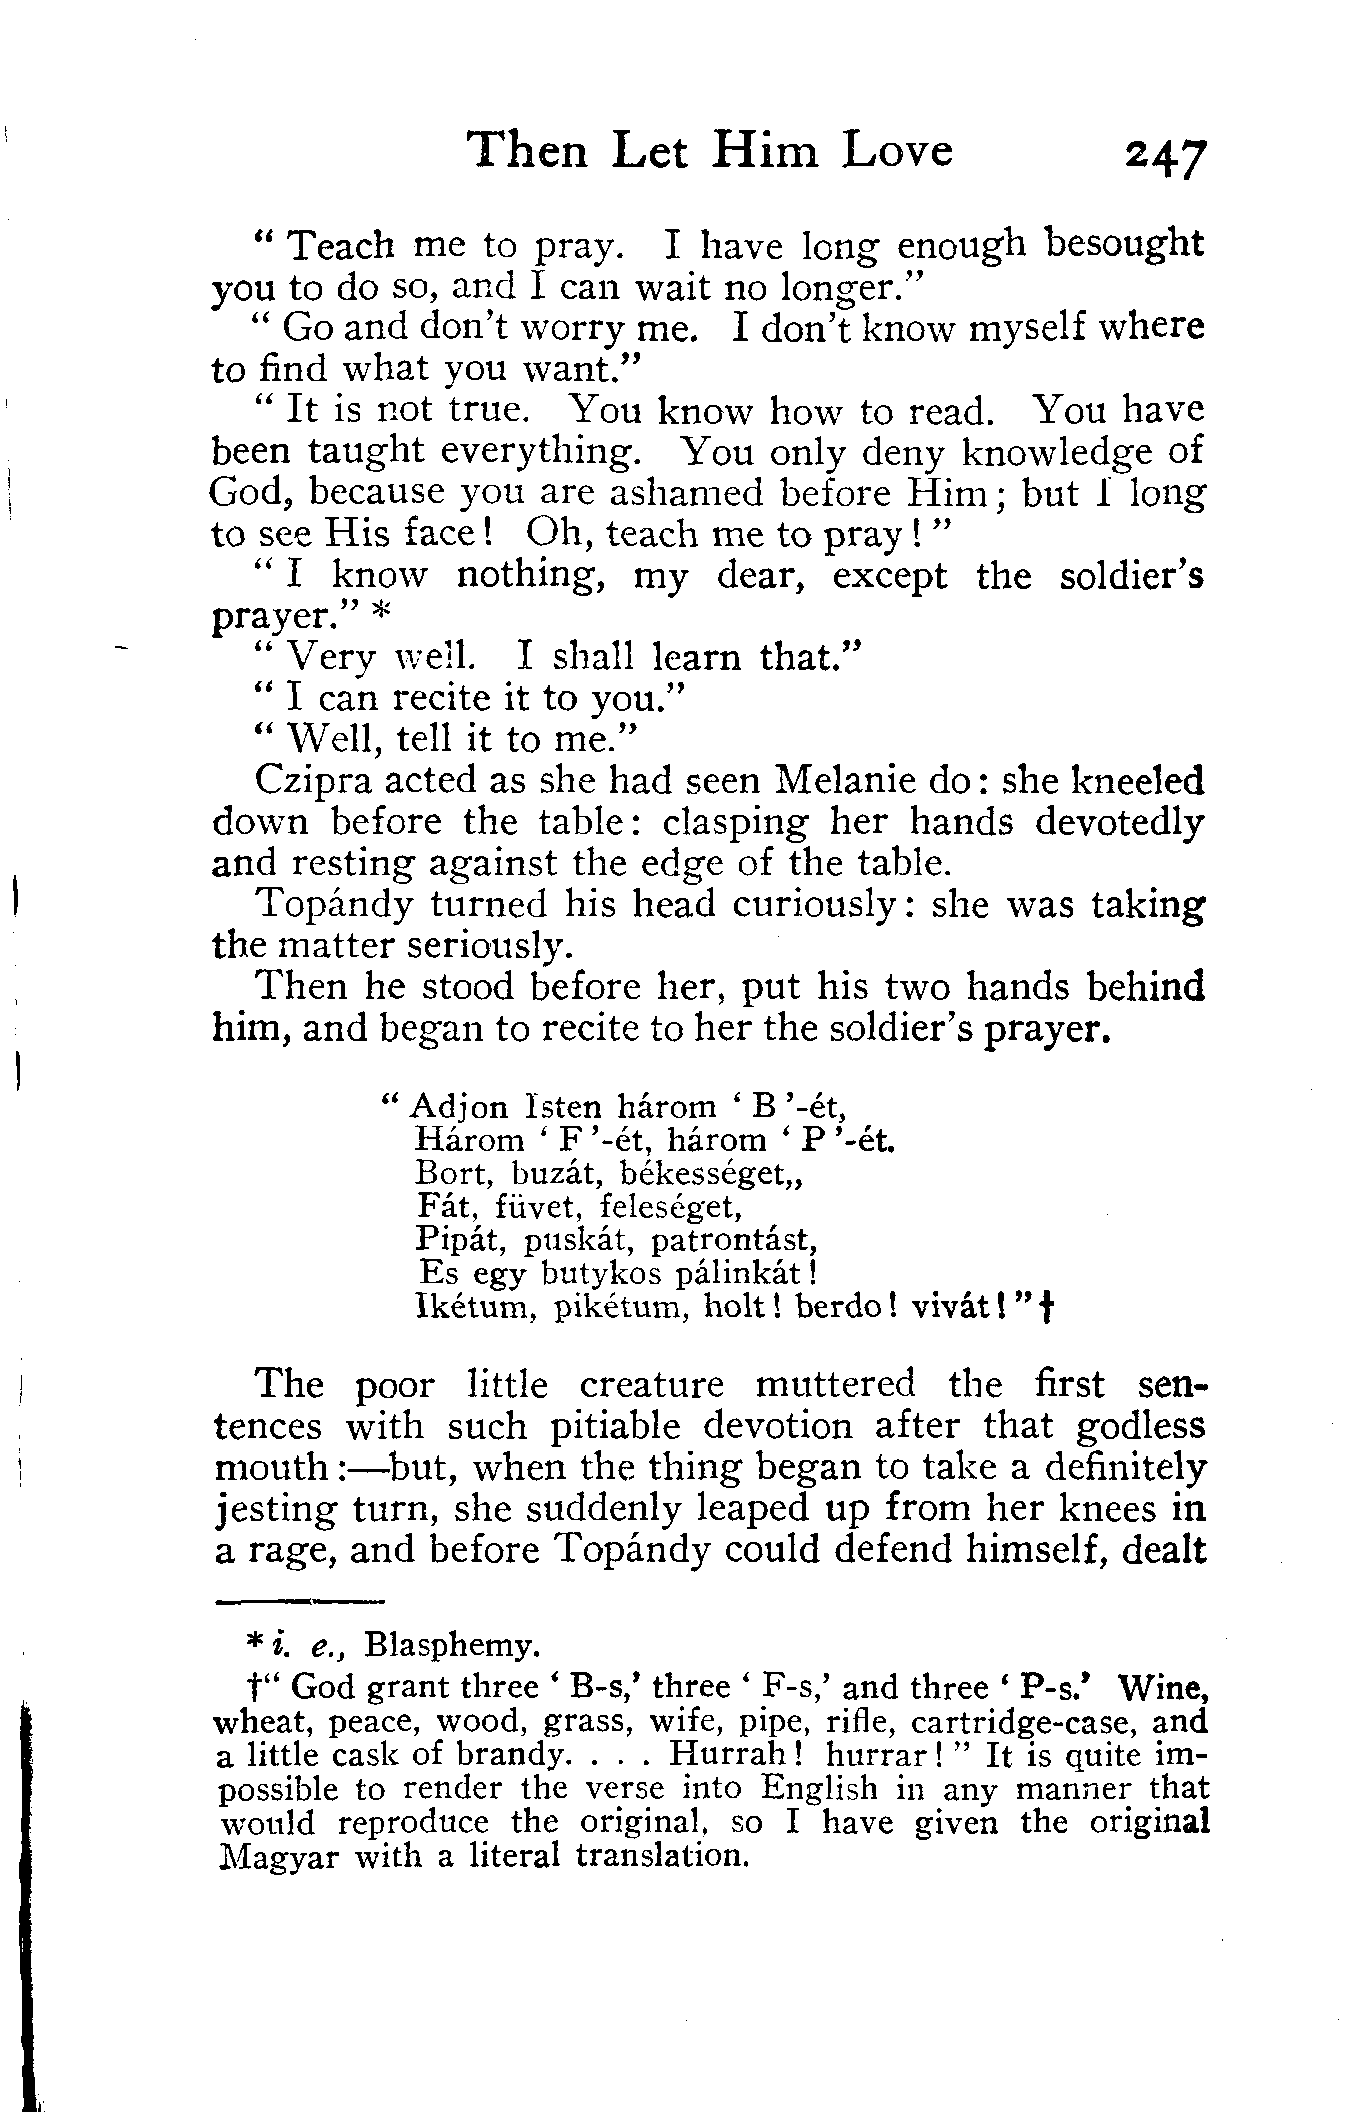 Then Let Him Love 247
“ Teach me to pray. I have long enough besought
you to do so, and I can wait no longer.”
“ Go and don’t worry me. I don’t know myself where
to find what you want.”
“ It is not true. You know how to read. You have
been taught everything. You only deny knowledge of
God, because you are ashamed before Him ; but I long
to see His face ! Oh, teach me to pray ! ”
“ I know nothing, my dear, except the soldier’s
prayer.” *
“ Very well. I shall learn that.”
“ I can recite it to you.”
“ Well, tell it to me.”
Czipra acted as she had seen Melanie do : she kneeled
down before the table : clasping her hands devotedly
and resting against the edge of the table.
Topándy turned his head curiously : she was taking
the matter seriously.
Then he stood before her, put his two hands behind
him, and began to recite to her the soldier’s prayer.
“ Adjon Isten három ‘ B ’-ét,
Három ‘ F ’-ét, három ‘ P ’-ét.
Bort, buzát, békességet,,
Fát, füvet, feleséget,
Pipát, puskát, patrontást,
Es egy butykos pálinkát !
Ikétum, pikétum, holt ! berdo ! vivát ! ” †
The poor little creature muttered the first sen-
tences with such pitiable devotion after that godless
mouth :—but, when the thing began to take a definitely
jesting turn, she suddenly leaped up from her knees in
a rage, and before Topándy could defend himself, dealt
* i. e., Blasphemy.
†“ God grant three ‘ B-s,’ three ‘ F-s,’ and three ‘ P-s.’ Wine,
wheat, peace, wood, grass, wife, pipe, rifle, cartridge-case, and
a little cask of brandy. . . . Hurrah ! hurrar ! ” It is quite im-
possible to render the verse into English in any manner that
would reproduce the original, so I have given the original
Magyar with a literal translation.